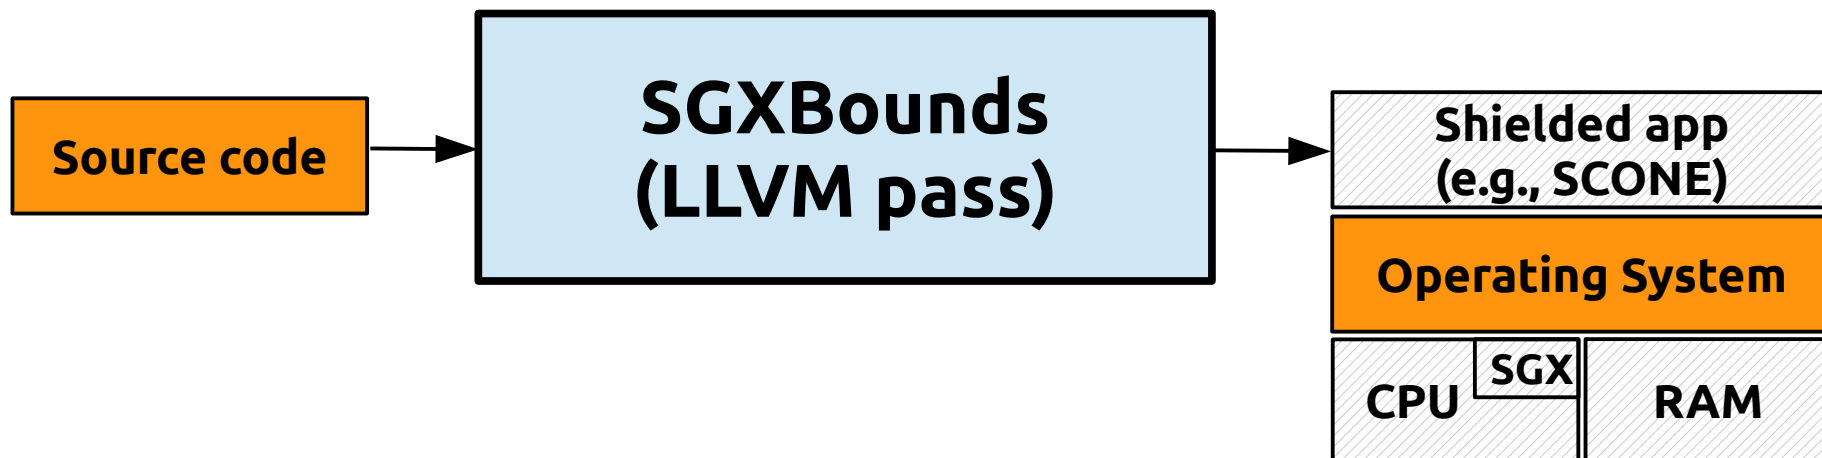 Source code
SGXBounds
(LLVM pass)
Shielded app
(e.g., SCONE)
Operating System
CPU
SGX
RAM